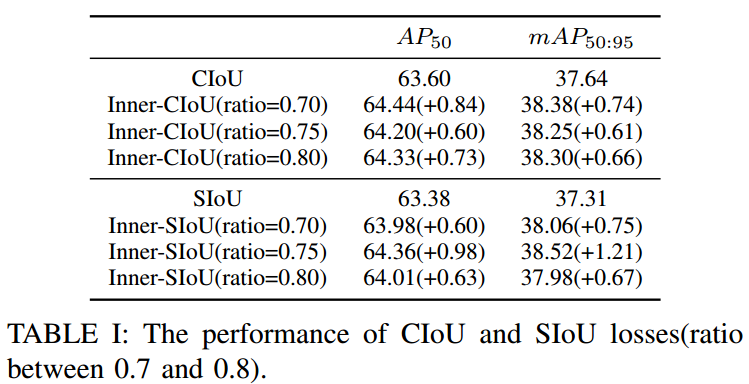 AP50 mAP50:95
CIoU 63.60 37.64
Inner-CIoU(ratio=0.70) 64.44(+0.84) 38.38(+0.74)
Inner-CIoU(ratio=0.75) 64.20(+0.60) 38.25(+0.61)
Inner-CIoU(ratio=0.80) 64.33(+0.73) 38.30(+0.66)
SIoU 63.38 37.31
Inner-SIoU(ratio=0.70) 63.98(+0.60) 38.06(+0.75)
Inner-SIoU(ratio=0.75) 64.36(+0.98) 38.52(+1.21)
Inner-SIoU(ratio=0.80) 64.01(+0.63) 37.98(+0.67)
TABLE I: The performance of CIoU and SIoU losses(ratio
between 0.7 and 0.8).